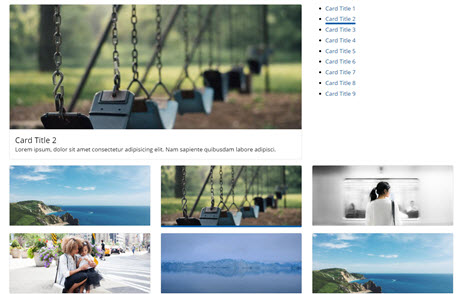 Card Title 1
Card Title 2
Card Title 3
Card Title 4
Card Title 5
Card Title 6
Card Title 7
Card Title 8
Card Title 9
Card Title 2
Lorem ipsum, dolor sit amet consectetur adipisicing elit. Nam sapiente quibusdam labore adipisci.